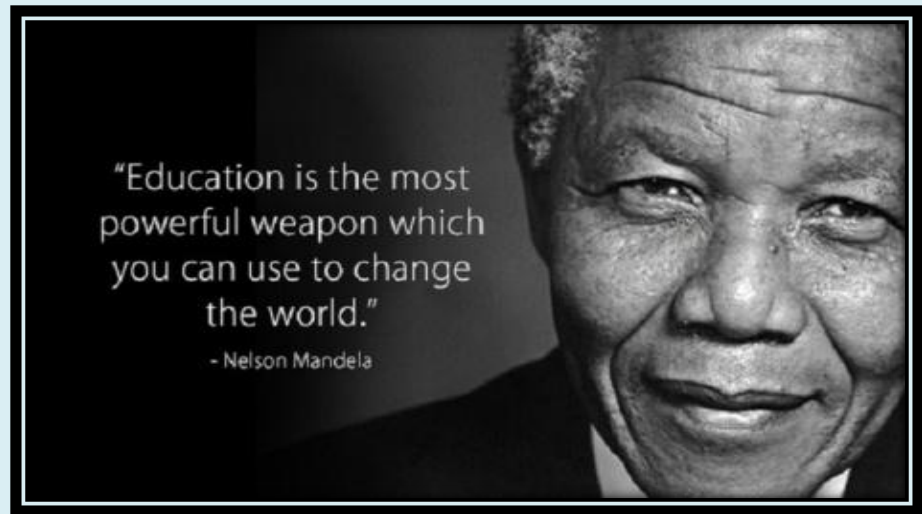 “Education is the most
powerful weapon which
you can use to change
the world.”
- Nelson Mandela